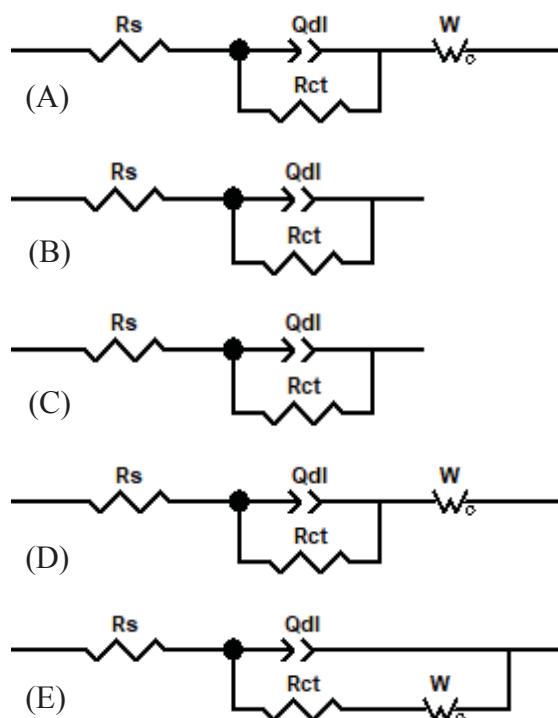 Rs Qdl W
Rct
(A)
Rs Qdl
Rct
(B)
Rs Qdl
Rct
(C)
Rs Qdl W
Rct
(D)
Rs Qdl
Rct W
(E)